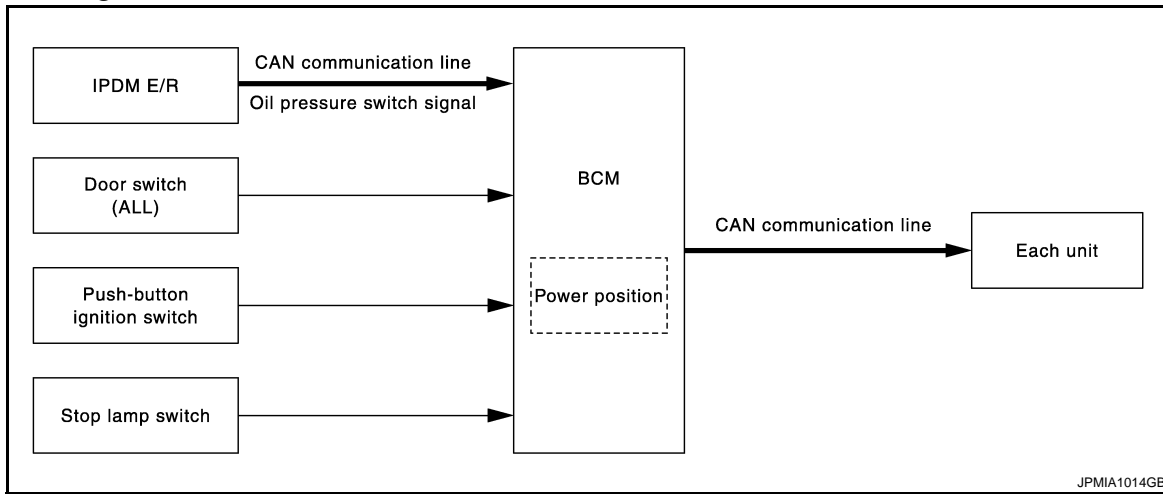 IPDM E/R
CAN communication line
Oil pressure switch signal
Door switch
(ALL)
BCM
CAN communication line
Each unit
Push-button
ignition switch
Power position
Stop lamp switch
JPMIA1014GB